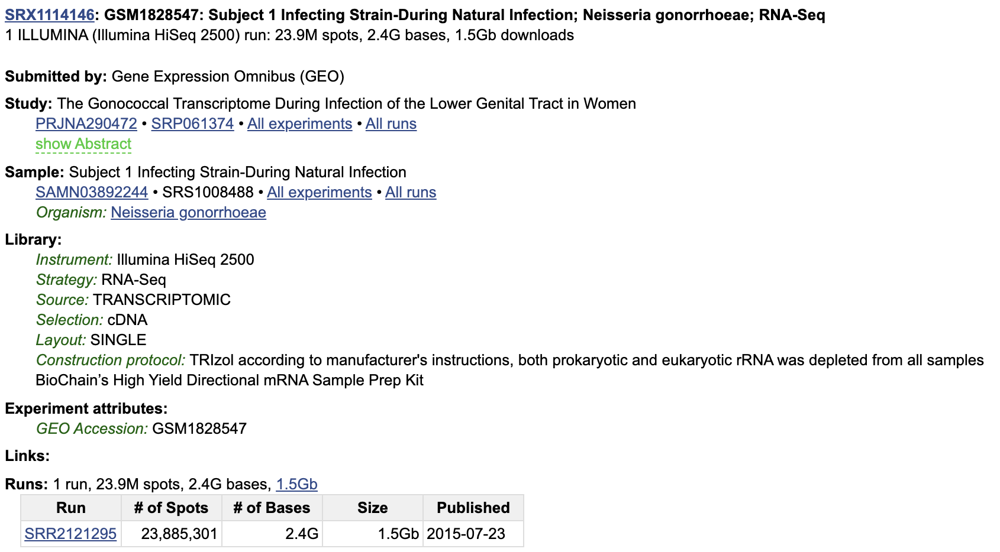 SRX1114146: GSM1828547: Subject 1 Infecting Strain-During Natural Infection; Neisseria gonorrhoeae; RNA-Seq
1 ILLUMINA (Illumina HiSeq 2500) run: 23.9M spots, 2.4G bases, 1.5Gb downloads
Submitted by: Gene Expression Omnibus (GEO)
Study: The Gonococcal Transcriptome During Infection of the Lower Genital Tract in Women
PRJNA290472 • SRP061374 • All experiments • All runs
show Abstract
Sample: Subject 1 Infecting Strain-During Natural Infection
SAMN03892244 • SRS1008488 • All experiments • All runs
Organism: Neisseria gonorrhoeae
Library:
Instrument: Illumina HiSeq 2500
Strategy: RNA-Seq
Source: TRANSCRIPTOMIC
Selection: cDNA
Layout: SINGLE
Construction protocol: TRIzol according to manufacturer's instructions, both prokaryotic and eukaryotic rRNA was depleted from all samples
BioChain’s High Yield Directional mRNA Sample Prep Kit
Experiment attributes:
GEO Accession: GSM1828547
Links:
Runs: 1 run, 23.9M spots, 2.4G bases, 1.5Gb
Run # of Spots # of Bases Size Published
SRR2121295 23,885,301 2.4G 1.5Gb 2015-07-23